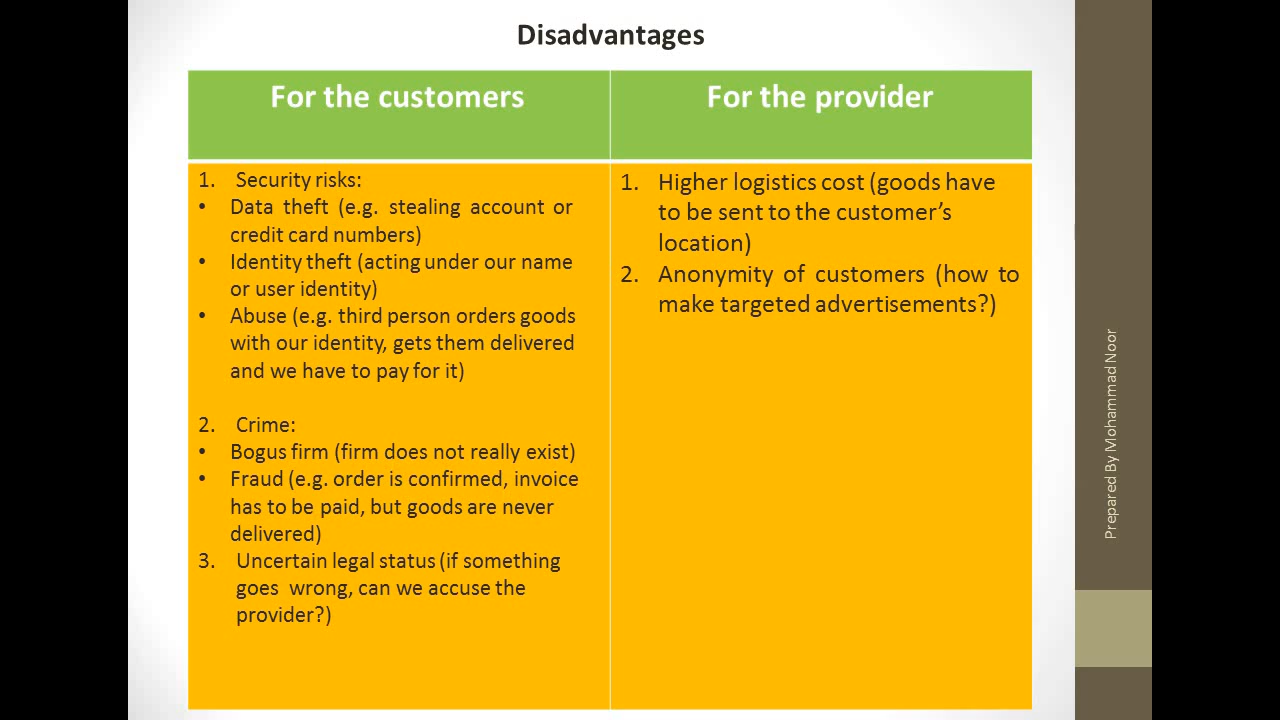 Disadvantages
For the customers
For the provider
1. Security risks:
• Data theft (e.g. stealing account or
credit card numbers)
• Identity theft (acting under our name
or user identity)
• Abuse (e.g. third person orders goods
with our identity, gets them delivered
and we have to pay for it)
2. Crime:
• Bogus firm (firm does not really exist)
• Fraud (e.g. order is confirmed, invoice
has to be paid, but goods are never
delivered)
3. Uncertain legal status (if something
goes wrong, can we accuse the
provider?)
1. Higher logistics cost (goods have
to be sent to the customer’s
location)
2. Anonymity of customers (how to
make targeted advertisements?)
Prepared By Mohammad Noor